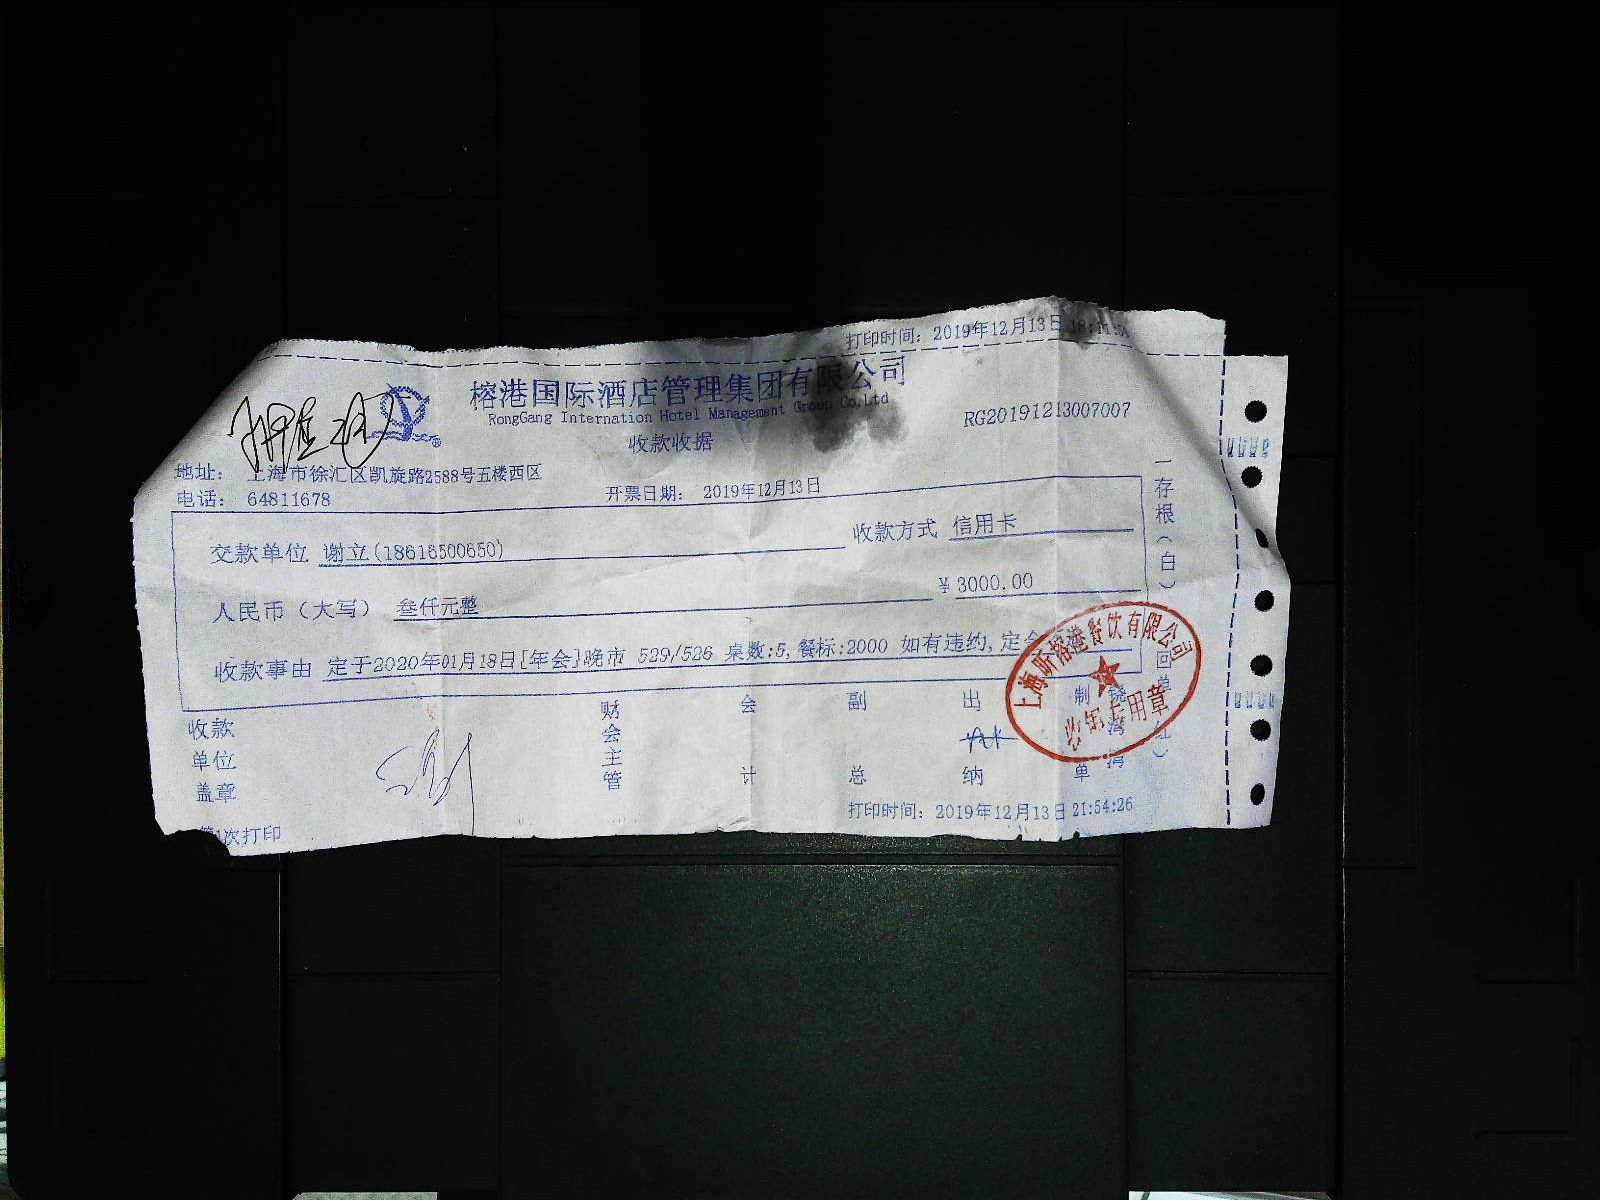 打印时间：2019年12月13日 18:11:5
榕港国际酒店管理集团有限公司
RongGang Internation Hotel Management Group Co,Ltd
RG20191213007007
收款收据
地址： 上海市徐汇区凯旋路2588号五楼西区
电话： 64811678
开票日期： 2019年12月13日
交款单位 谢立(18616500650)
收款方式 信用卡
人民币（大写） 叁仟元整
¥ 3000.00
收款事由 定于2020年01月18日[年会]晚市 529/526 桌数:5,餐标:2000 如有违约,定金
一存根（白）
回单
收款单位盖章
财会主管
会计
副总
出纳
制单
上海昕榕港餐饮有限公司
收银专用章
打印时间：2019年12月13日 21:54:26
第1次打印